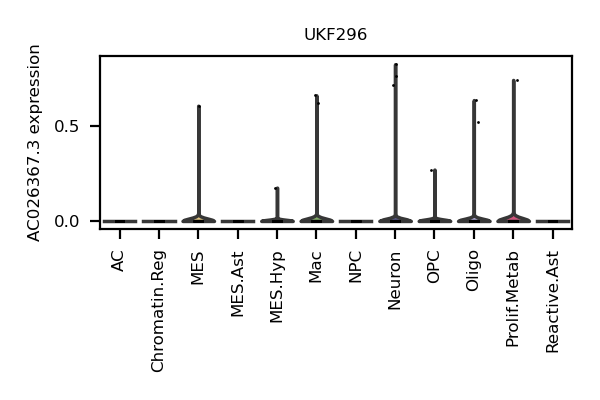 UKF296
AC026367.3 expression
0.5
0.0
AC
Chromatin.Reg
MES
MES.Ast
MES.Hyp
Mac
NPC
Neuron
OPC
Oligo
Prolif.Metab
Reactive.Ast